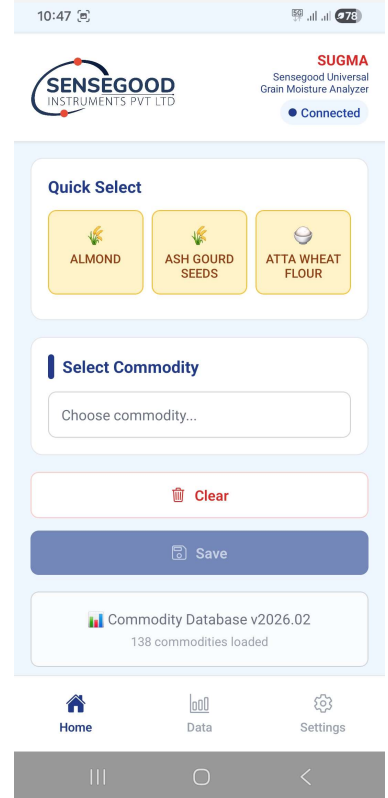 10:47
5G
78
SENSEGOOD
INSTRUMENTS PVT LTD
SUGMA
Sensegood Universal
Grain Moisture Analyzer
Connected
Quick Select
ALMOND
ASH GOURD
SEEDS
ATTA WHEAT
FLOUR
Select Commodity
Choose commodity...
Clear
Save
Commodity Database v2026.02
138 commodities loaded
Home
Data
Settings